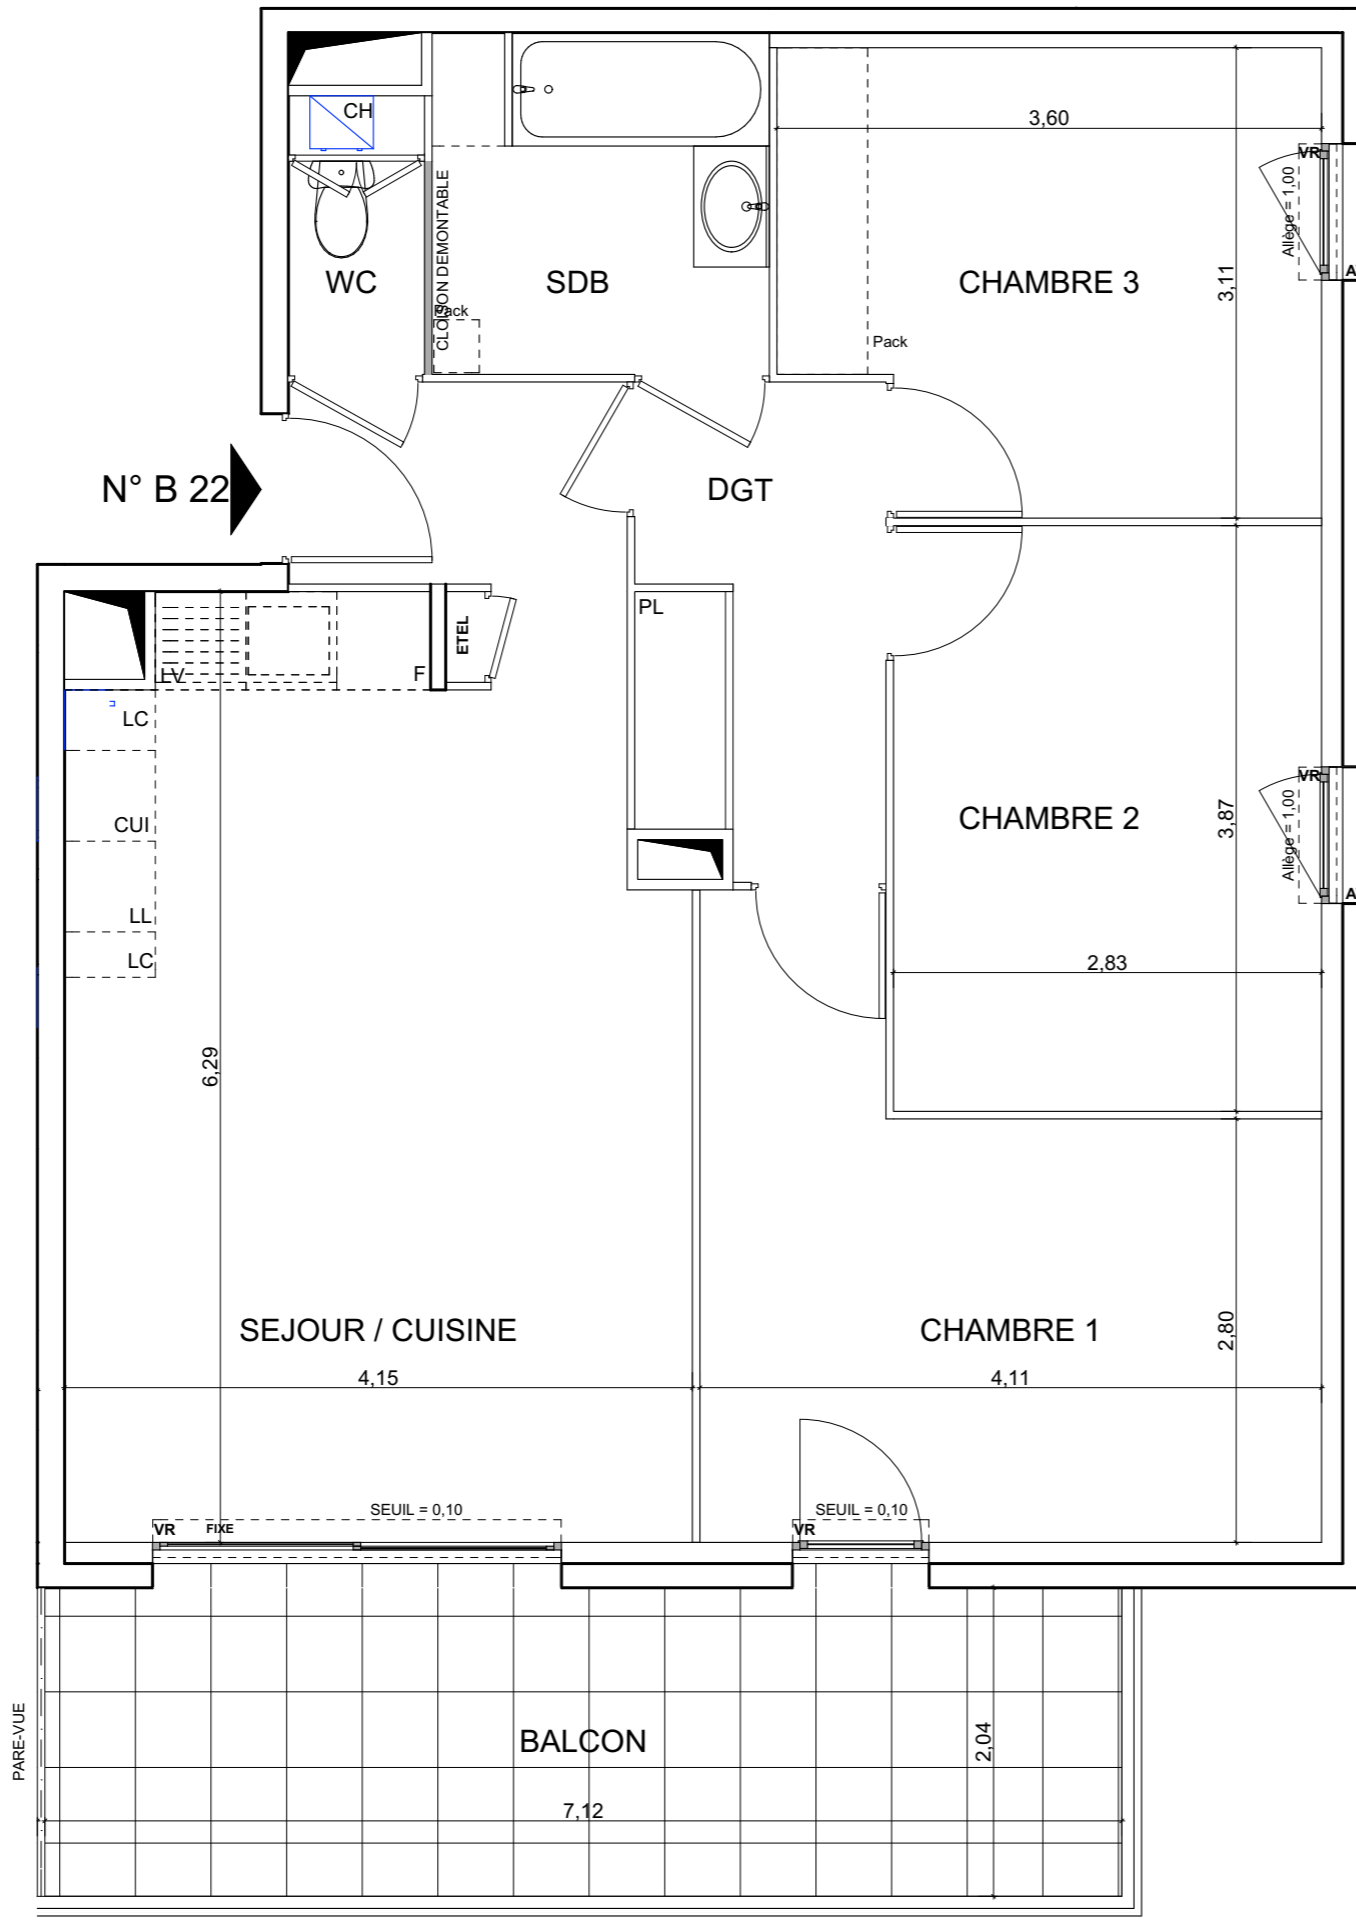 CH
3,60
VR
Allège = 1,00
CLOISON DEMONTABLE
WC
SDB
CHAMBRE 3
3,11
A
Pack
Pack
N° B 22
DGT
PL
ETEL
LV
F
LC
CUI
LL
LC
VR
Allège = 1,00
CHAMBRE 2
3,87
A
2,83
6,29
SEJOUR / CUISINE
CHAMBRE 1
2,80
4,15
4,11
SEUIL = 0,10
SEUIL = 0,10
VR
FIXE
VR
PARE-VUE
BALCON
2,04
7,12